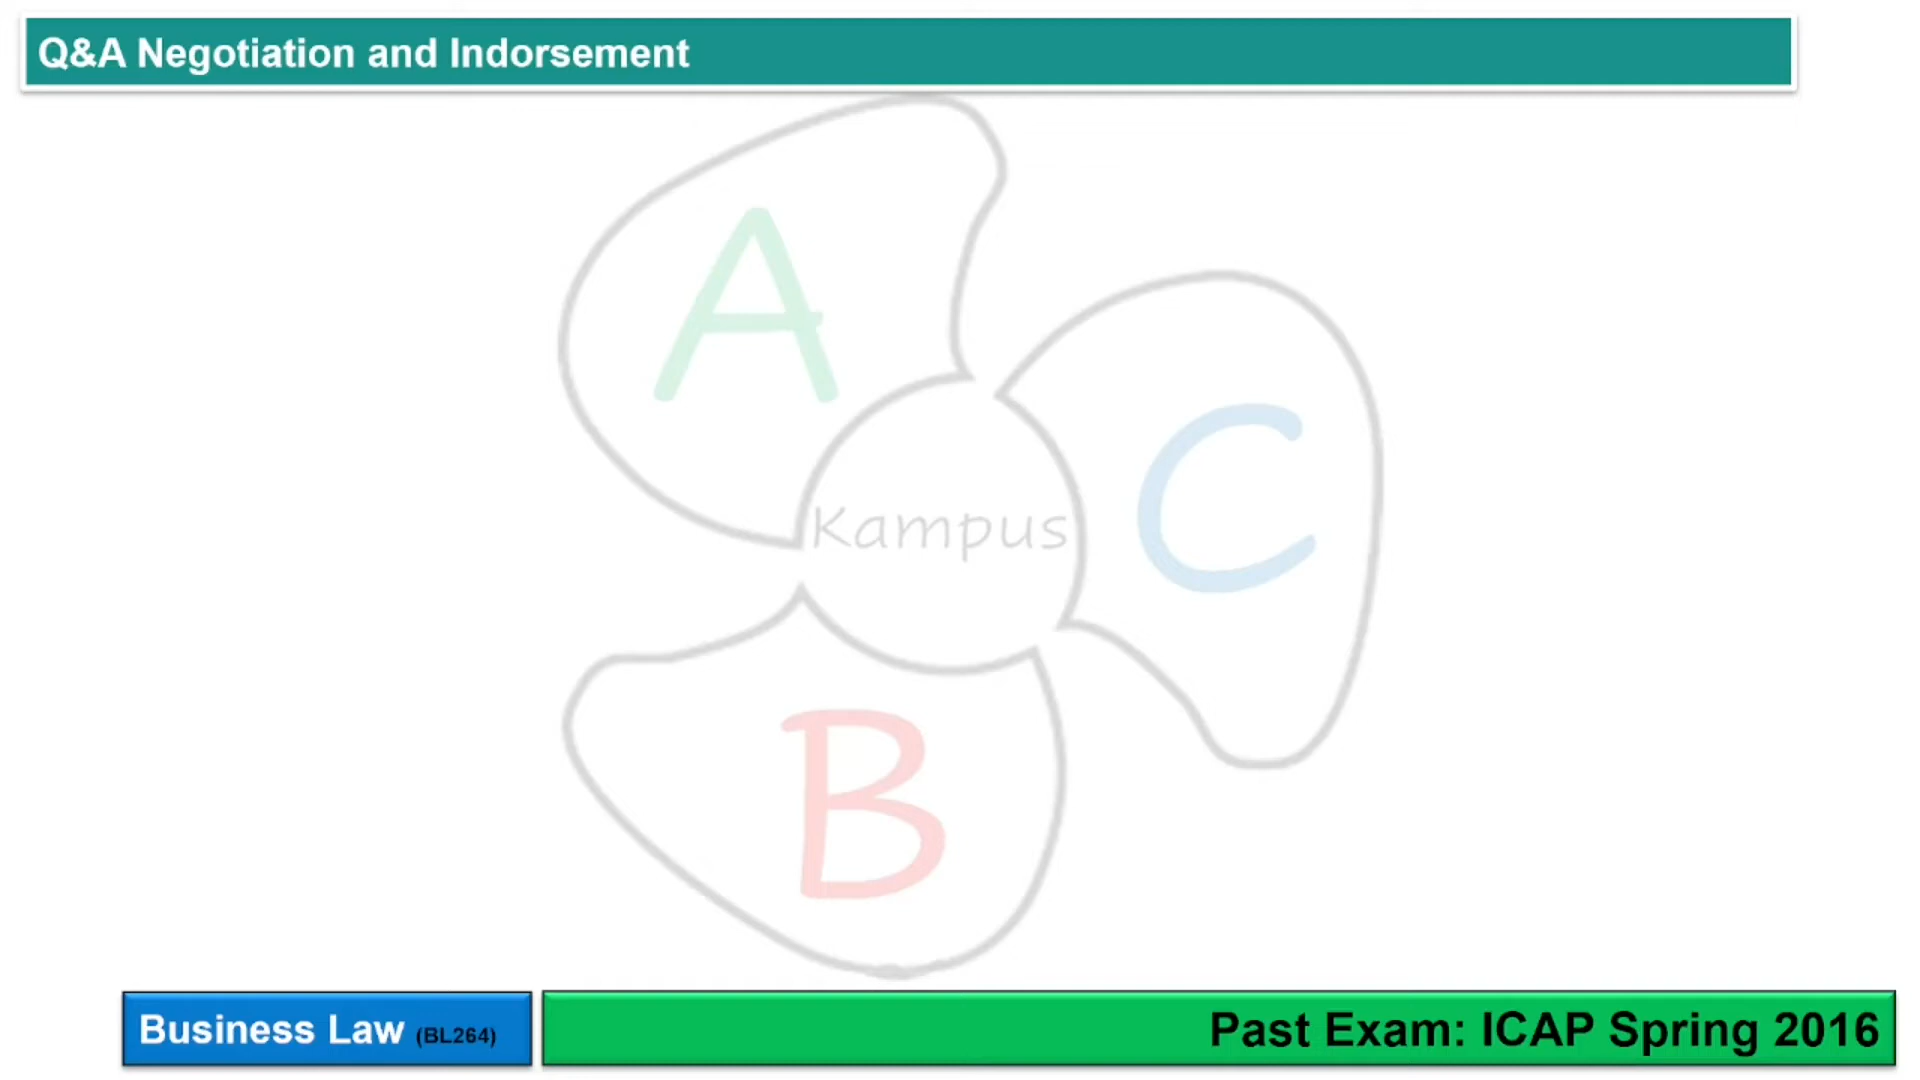 Q&A Negotiation and Indorsement
A
C
Kampus
B
Business Law (BL264)
Past Exam: ICAP Spring 2016